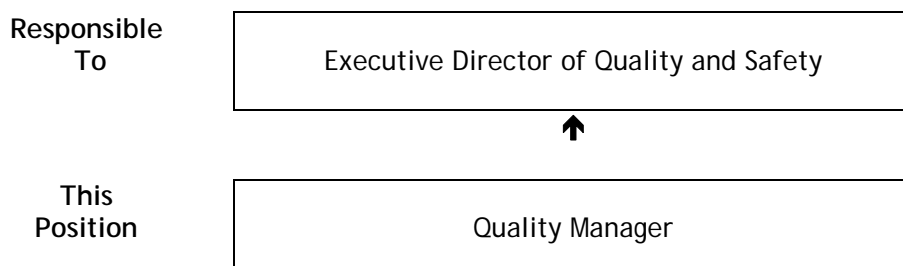 Responsible
To
Executive Director of Quality and Safety
This
Position
Quality Manager